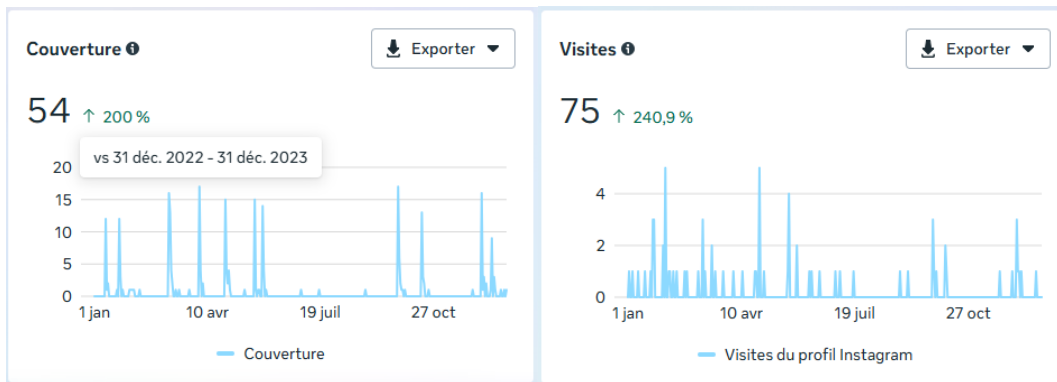 Couverture
Exporter
54 ↑ 200 %
vs 31 déc. 2022 - 31 déc. 2023
20
15
10
5
0
1 jan 10 avr 19 juil 27 oct
Couverture
Visites
Exporter
75 ↑ 240,9 %
4
2
0
1 jan 10 avr 19 juil 27 oct
Visites du profil Instagram